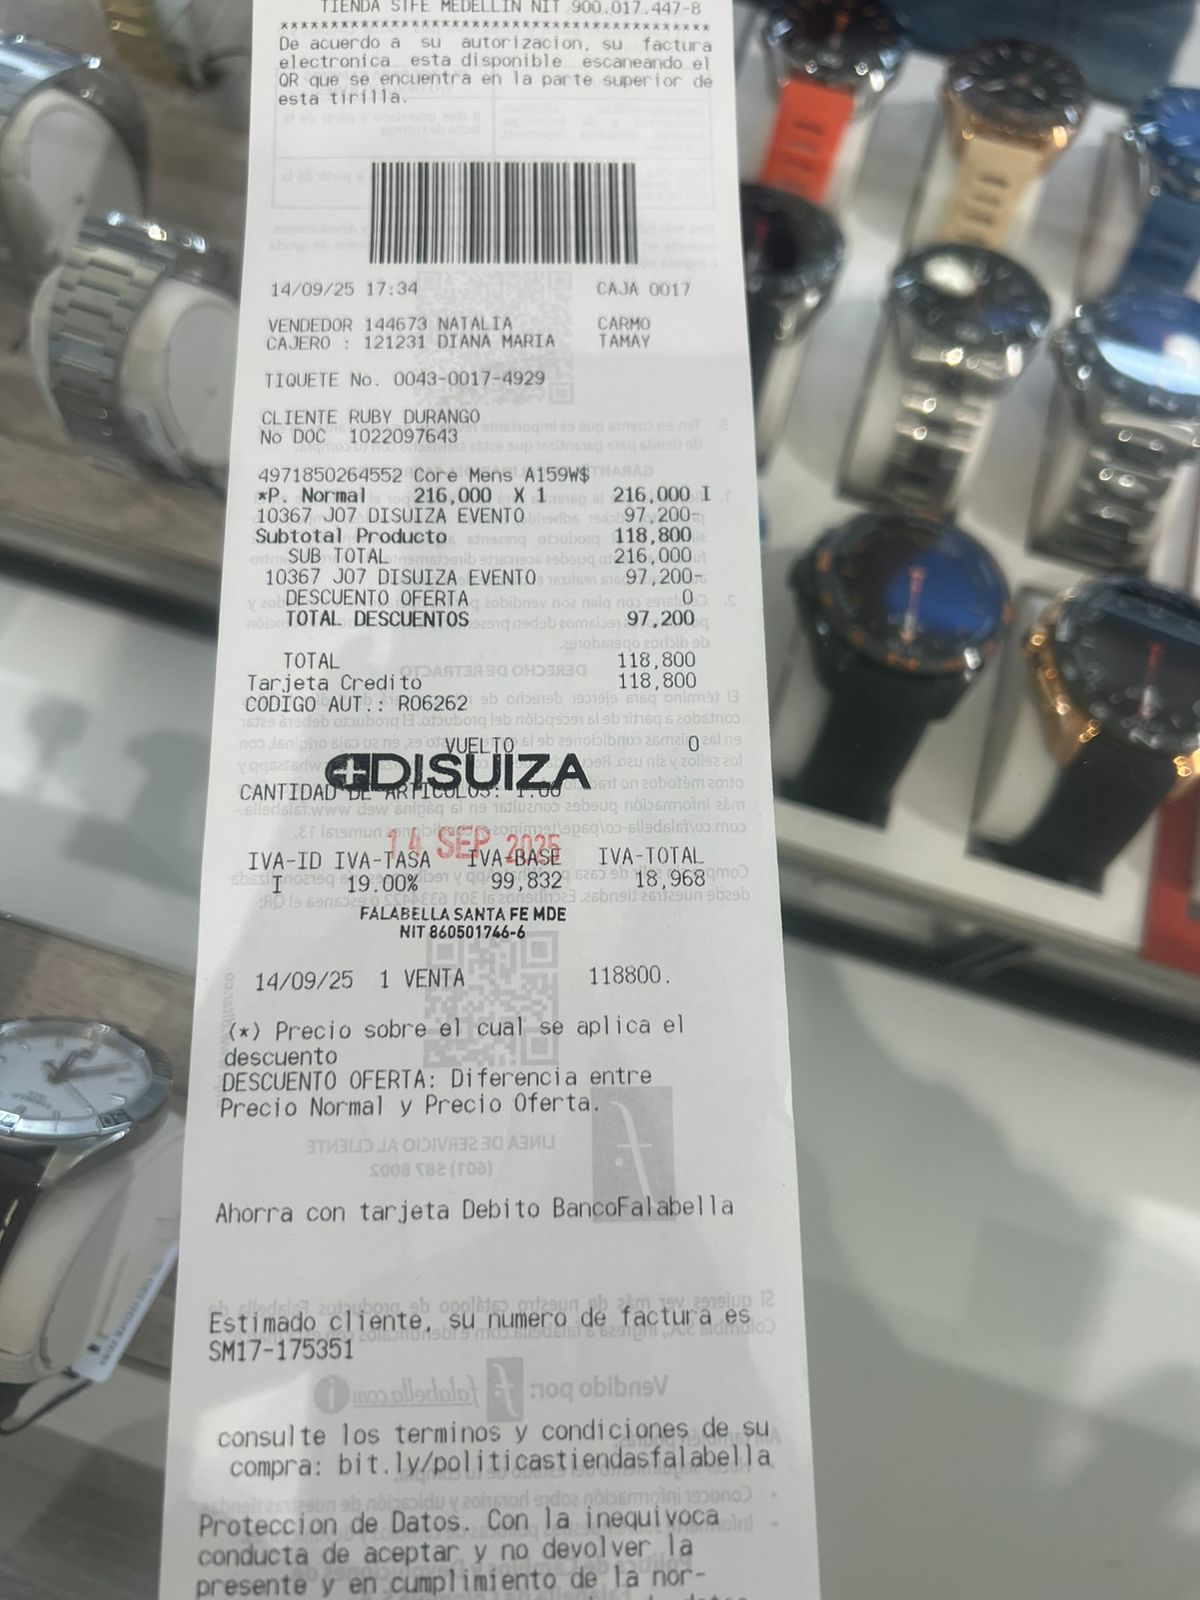 TIENDA STFE MEDELLIN NIT 900.017.447-8
******************************************
De acuerdo a su autorizacion, su factura
electronica esta disponible escaneando el
QR que se encuentra en la parte superior de
esta tirilla.
14/09/25 17:34 CAJA 0017
VENDEDOR 144673 NATALIA CARMO
CAJERO : 121231 DIANA MARIA TAMAY
TIQUETE No. 0043-0017-4929
CLIENTE RUBY DURANGO
No DOC 1022097643
4971850264552 Core Mens A159W$
*P. Normal 216,000 X 1 216,000 I
10367 J07 DISUIZA EVENTO 97,200-
Subtotal Producto 118,800
SUB TOTAL 216,000
10367 J07 DISUIZA EVENTO 97,200-
DESCUENTO OFERTA 0
TOTAL DESCUENTOS 97,200
TOTAL 118,800
Tarjeta Credito 118,800
CODIGO AUT.: R06262
VUELTO 0
DISUIZA
CANTIDAD DE ARTICULOS: 1.00
14 SEP 2025
IVA-ID IVA-TASA IVA-BASE IVA-TOTAL
I 19.00% 99,832 18,968
FALABELLA SANTA FE MDE
NIT 860501746-6
14/09/25 1 VENTA 118800.
(*) Precio sobre el cual se aplica el
descuento
DESCUENTO OFERTA: Diferencia entre
Precio Normal y Precio Oferta.
Ahorra con tarjeta Debito BancoFalabella
Estimado cliente, su numero de factura es
SM17-175351
consulte los terminos y condiciones de su
compra: bit.ly/politicastiendasfalabella
Proteccion de Datos. Con la inequivoca
conducta de aceptar y no devolver la
presente y en cumplimiento de la nor-